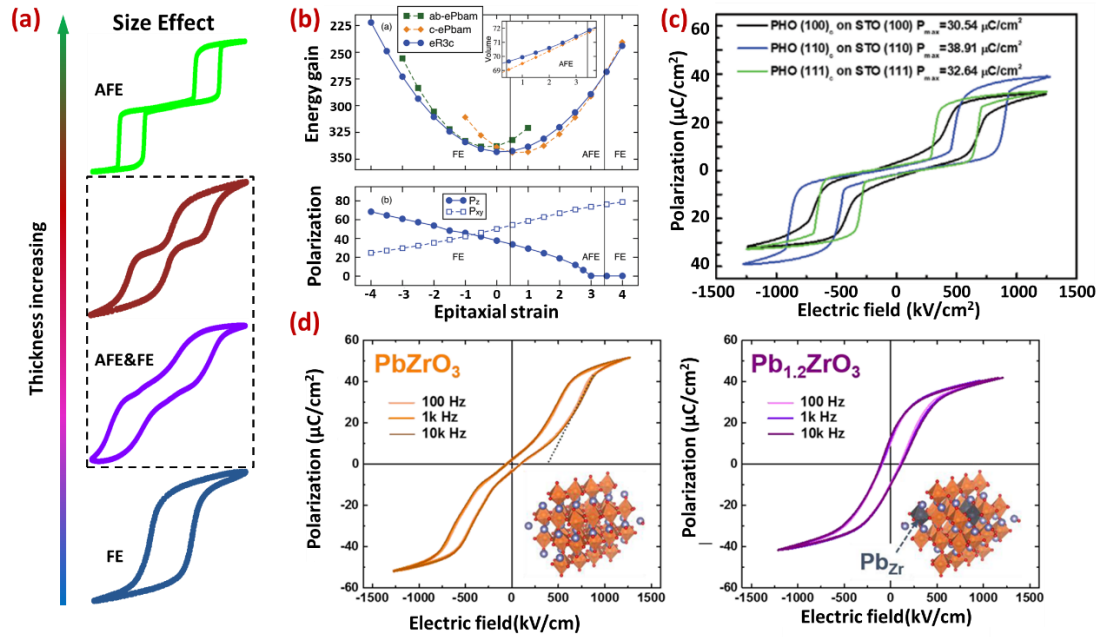 (a)
Size Effect
AFE
AFE&FE
FE
Thickness increasing
(b)
(a)
ab-ePbam
c-ePbam
eR3c
Volume
72
71
70
69
1 2 3
AFE
Energy gain
225
250
275
300
325
350
FE
AFE
FE
(b)
Pz
Pxy
Polarization
80
60
40
20
0
FE
AFE
FE
-4 -3 -2 -1 0 1 2 3 4
Epitaxial strain
(c)
PHO (100)c on STO (100) Pmax=30.54 μC/cm2
PHO (110)c on STO (110) Pmax=38.91 μC/cm2
PHO (111)c on STO (111) Pmax=32.64 μC/cm2
Polarization (μC/cm2)
40
20
0
20
40
-1500 -1000 -500 0 500 1000 1500
Electric field (kV/cm2)
(d)
PbZrO3
100 Hz
1k Hz
10k Hz
Polarization (μC/cm2)
60
40
20
0
-20
-40
-60
-1500 -1000 -500 0 500 1000 1500
Electric field(kV/cm)
Pb1.2ZrO3
100 Hz
1k Hz
10k Hz
PbZr
Polarization (μC/cm2)
60
40
20
0
-20
-40
-60
-1500 -1000 -500 0 500 1000 1500
Electric field(kV/cm)